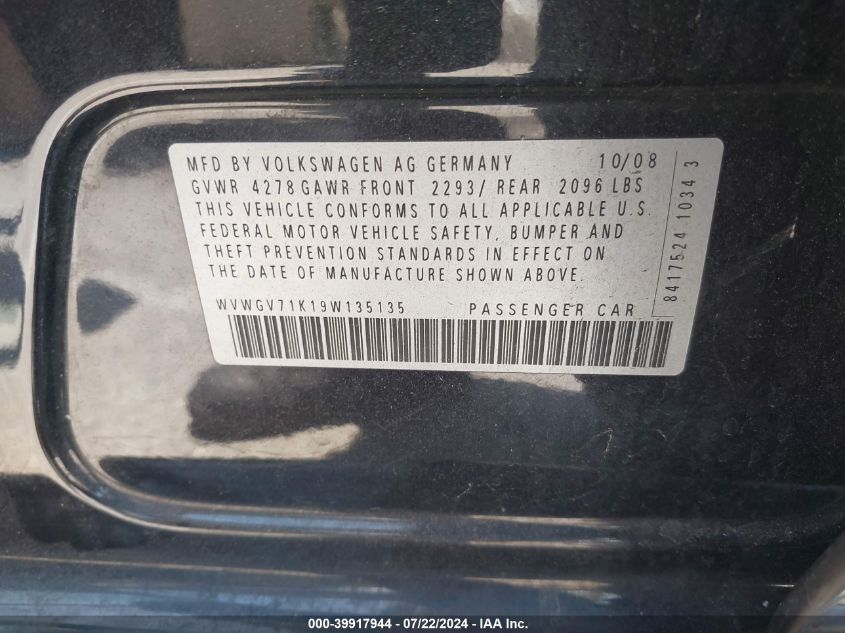 MFD BY VOLKSWAGEN AG GERMANY 10/08
GVWR 4278 GAWR FRONT 2293/ REAR 2096 LBS
THIS VEHICLE CONFORMS TO ALL APPLICABLE U.S.
FEDERAL MOTOR VEHICLE SAFETY, BUMPER AND
THEFT PREVENTION STANDARDS IN EFFECT ON
THE DATE OF MANUFACTURE SHOWN ABOVE.
WVWGV71K19W135135 PASSENGER CAR
8417524 1034 3
000-39917944 / 07/22/2024 - IAA Inc.